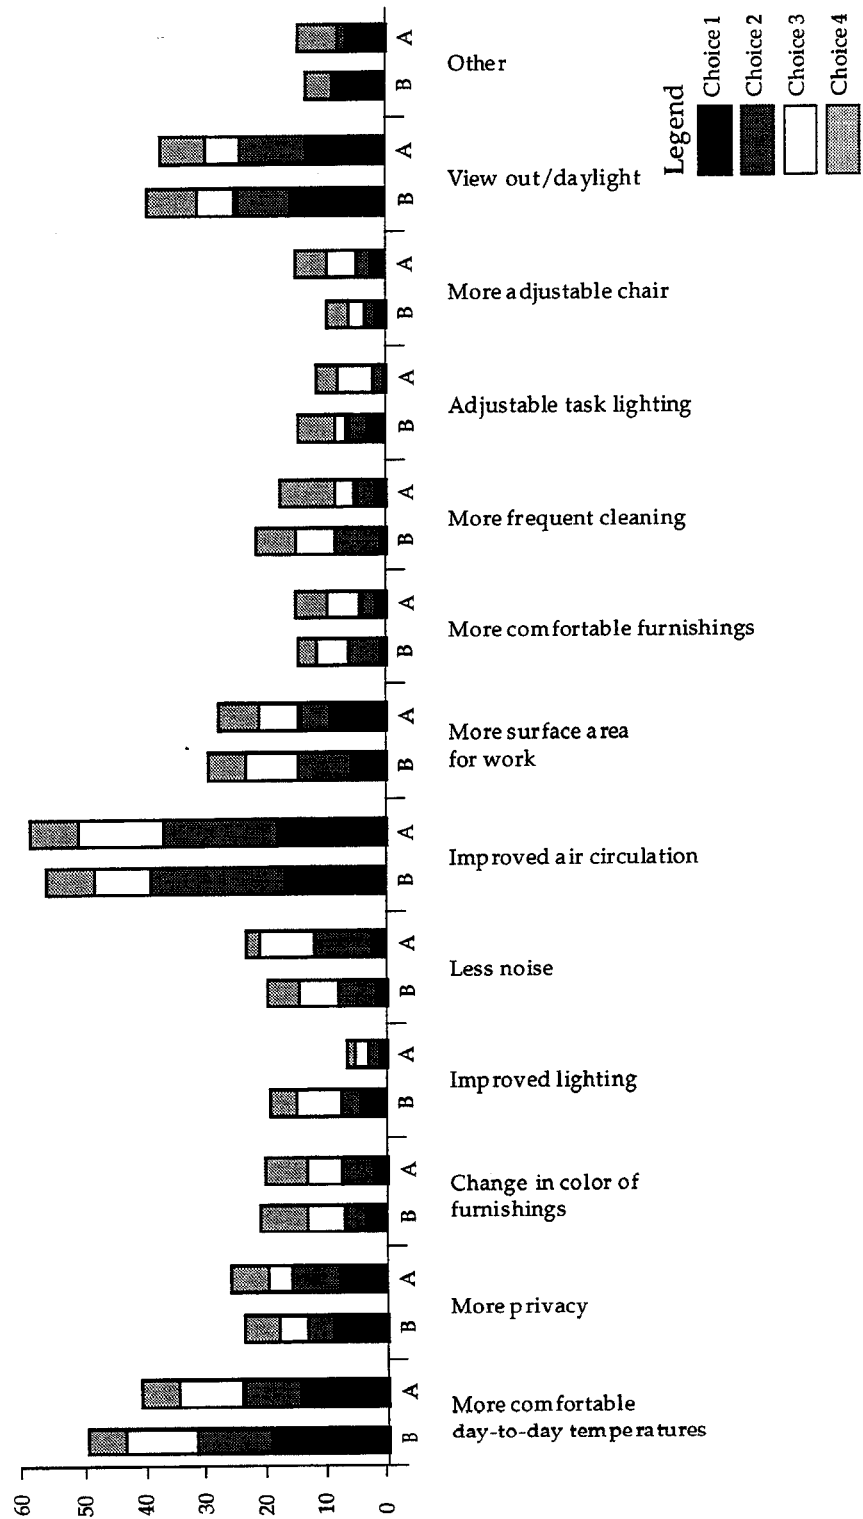 A
Other
B
A
View out/daylight
B
A
More adjustable chair
B
A
Adjustable task lighting
B
A
More frequent cleaning
B
A
More comfortable furnishings
B
A
More surface area
for work
B
A
Improved air circulation
B
A
Less noise
B
A
Improved lighting
B
A
Change in color of
furnishings
B
A
More privacy
B
A
More comfortable
day-to-day temperatures
B
60
50
40
30
20
10
0
Legend
Choice 1
Choice 2
Choice 3
Choice 4